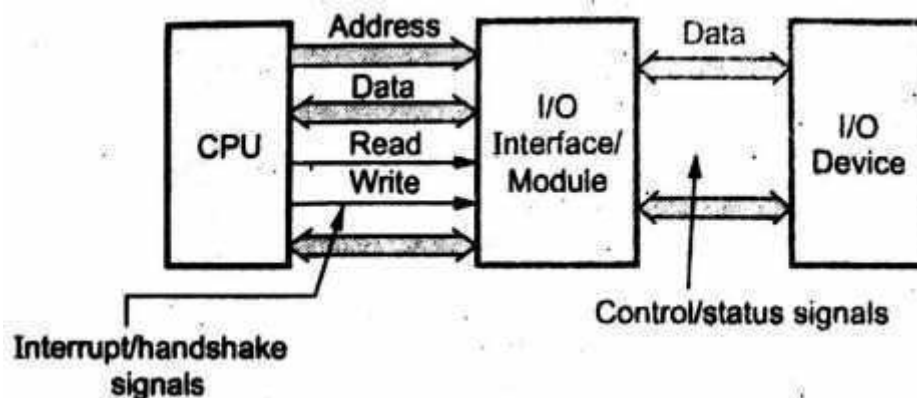 Address
Data
Read
Write
CPU
I/O
Interface/
Module
Data
I/O
Device
Control/status signals
Interrupt/handshake
signals